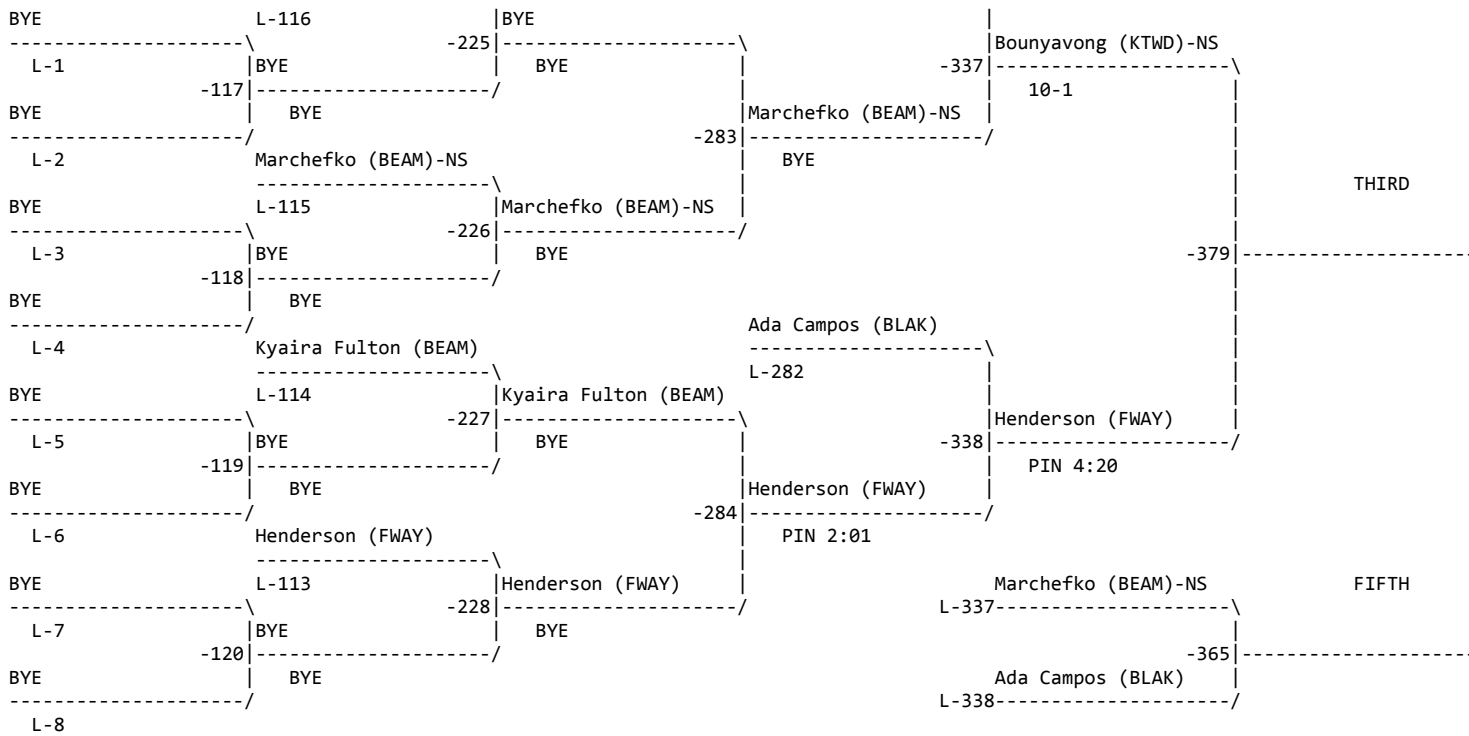 BYE L-116 |BYE |
---------------------\ -225|---------------------\ |Bounyavong (KTWD)-NS
L-1 |BYE | BYE | -337|---------------------\
-117|---------------------/ | | 10-1 |
BYE | BYE |Marchefko (BEAM)-NS | |
---------------------/ -283|---------------------/ |
L-2 Marchefko (BEAM)-NS | BYE |
---------------------\ | | THIRD
BYE L-115 |Marchefko (BEAM)-NS | |
---------------------\ -226|---------------------/ |
L-3 |BYE | BYE -379|---------------------
-118|---------------------/ |
BYE | BYE |
---------------------/ Ada Campos (BLAK) |
L-4 Kyaira Fulton (BEAM) ---------------------\ |
---------------------\ L-282 | |
BYE L-114 |Kyaira Fulton (BEAM) | |
---------------------\ -227|---------------------\ |Henderson (FWAY) |
L-5 |BYE | BYE | -338|---------------------/
-119|---------------------/ | | PIN 4:20
BYE | BYE |Henderson (FWAY) |
---------------------/ -284|---------------------/
L-6 Henderson (FWAY) | PIN 2:01
---------------------\ |
BYE L-113 |Henderson (FWAY) | Marchefko (BEAM)-NS FIFTH
---------------------\ -228|---------------------/ L-337---------------------\
L-7 |BYE | BYE |
-120|---------------------/ -365|---------------------
BYE | BYE Ada Campos (BLAK) |
---------------------/ L-338---------------------/
L-8